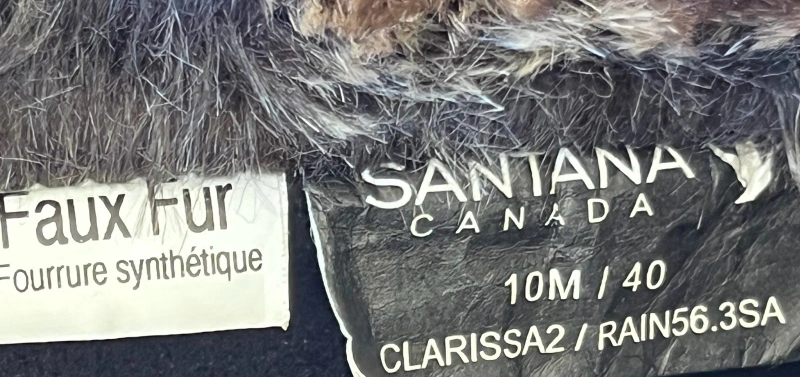 Faux Fur
Fourrure synthétique
SANTANA
CANADA
10M / 40
CLARISSA2 / RAIN56.3SA